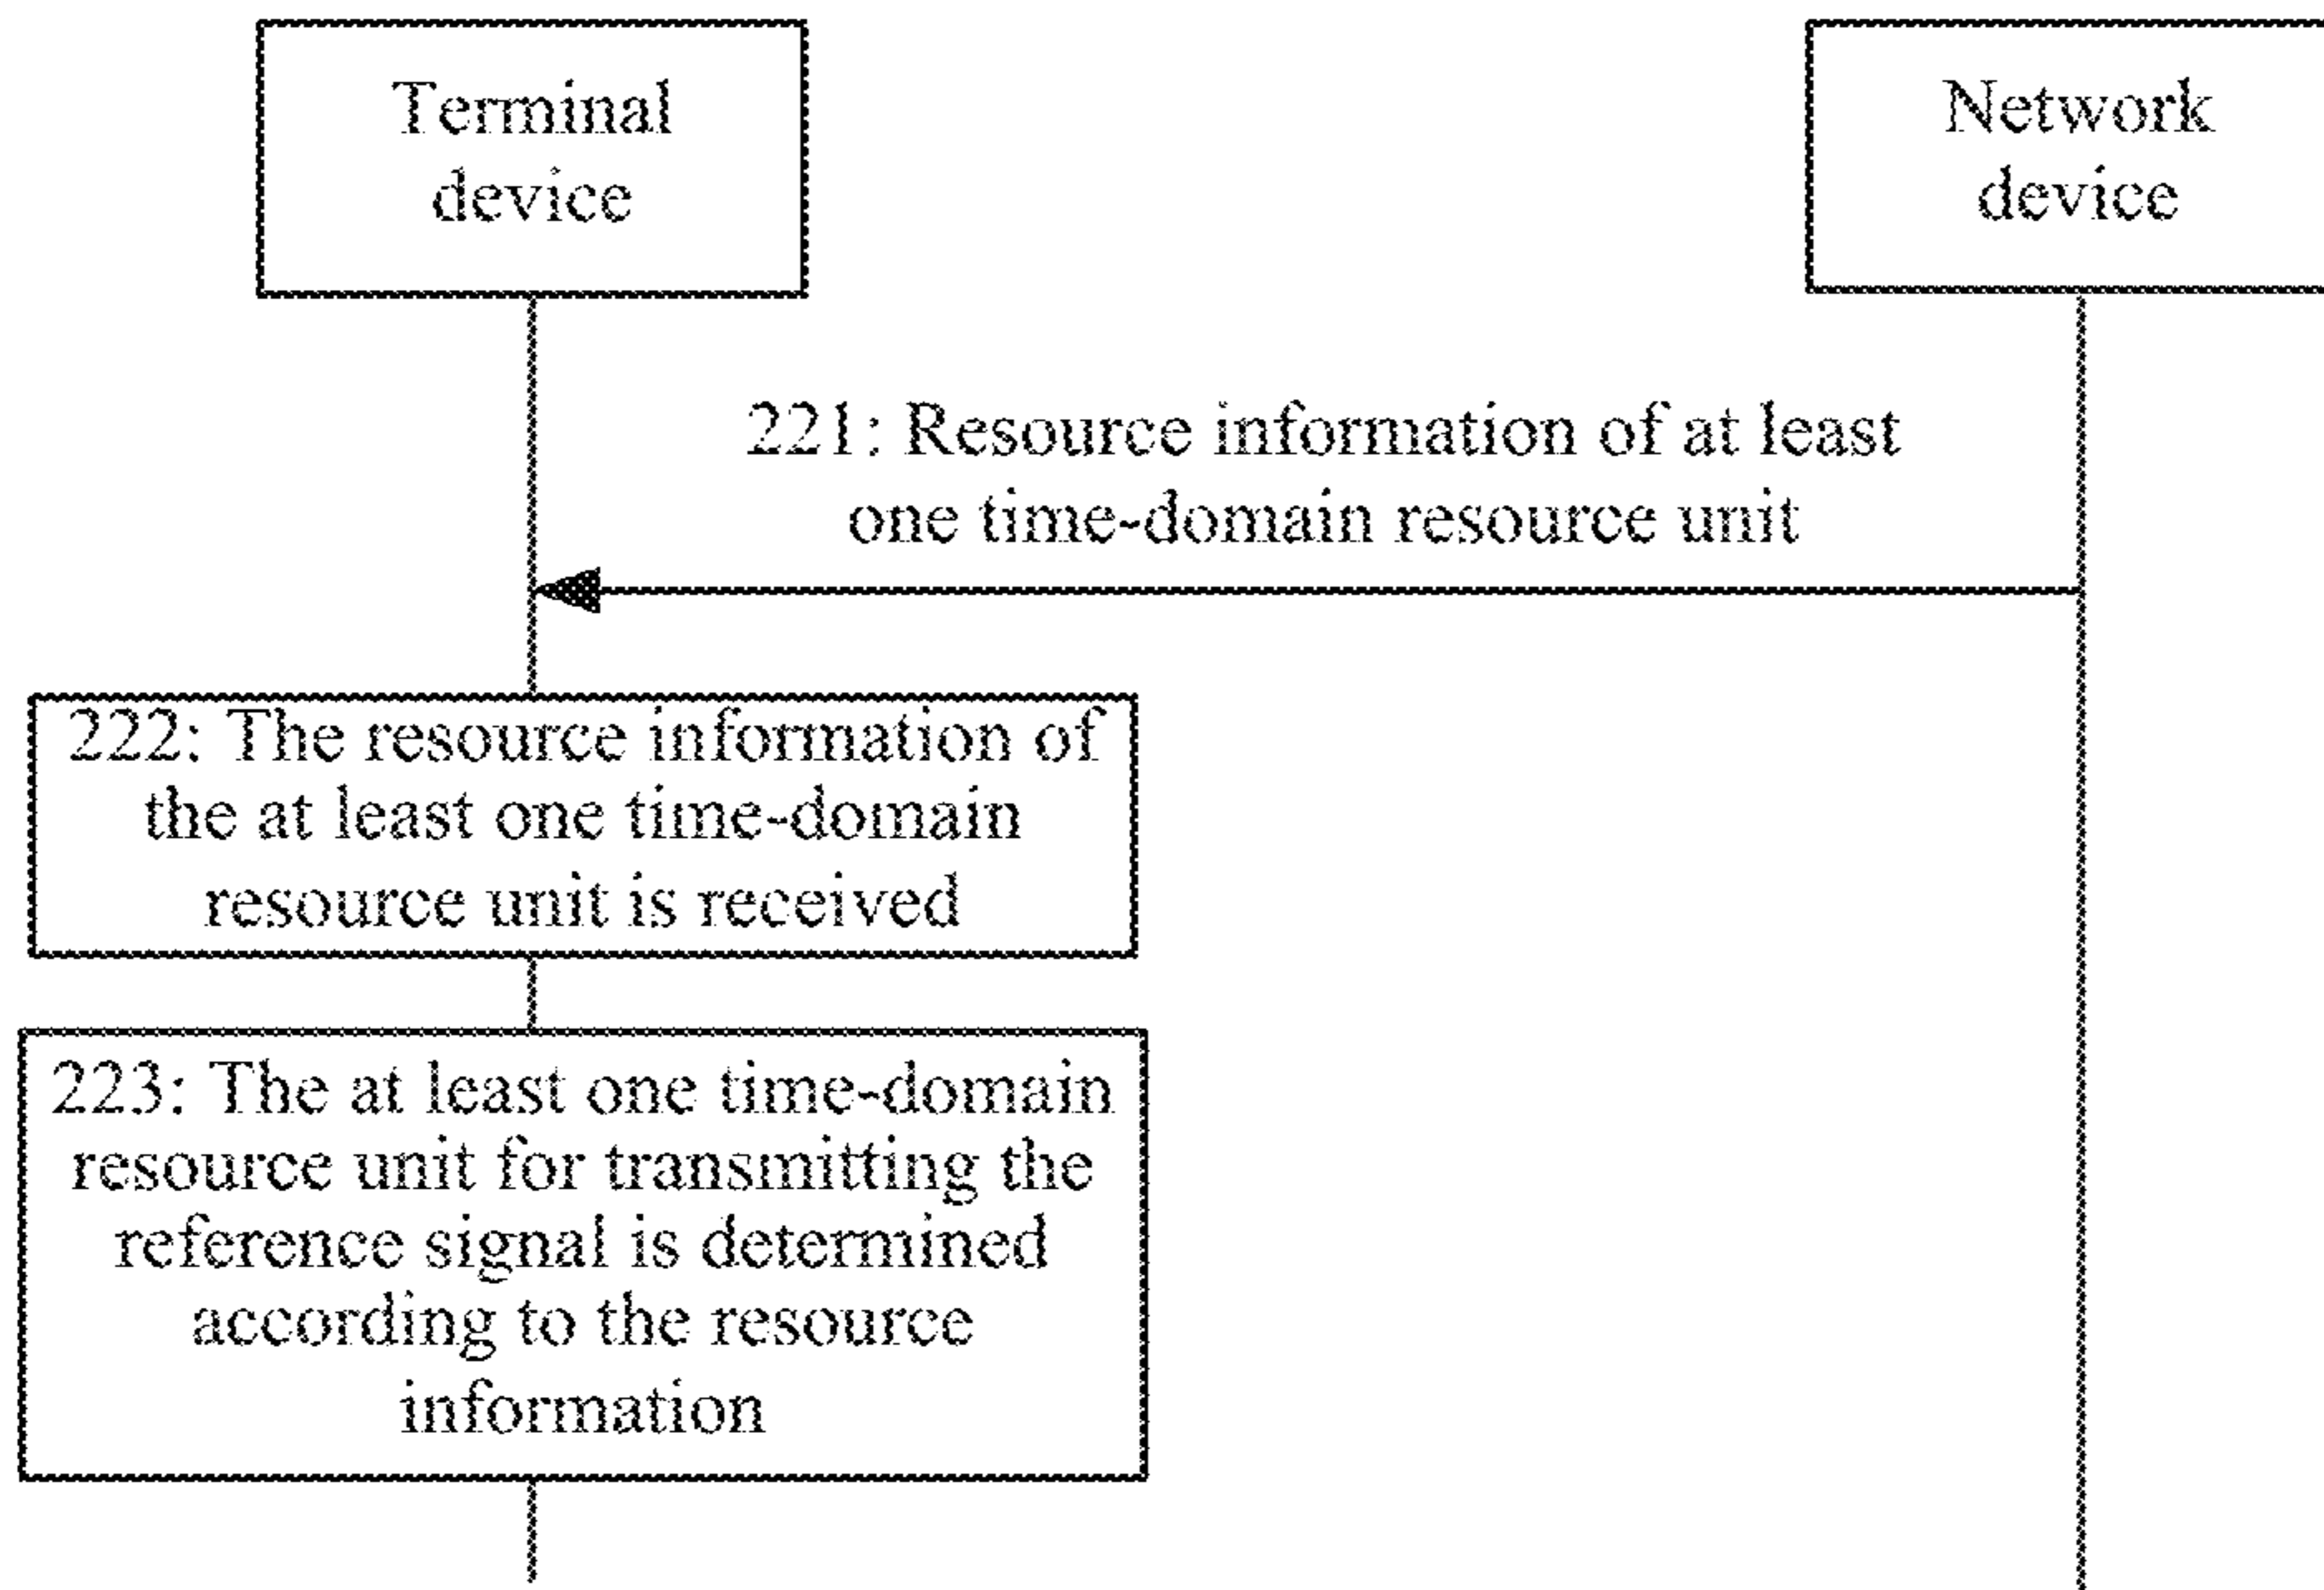 Terminal
device
Network
device
221: Resource information of at least
one time-domain resource unit
222: The resource information of
the at least one time-domain
resource unit is received
223: The at least one time-domain
resource unit for transmitting the
reference signal is determined
according to the resource
information